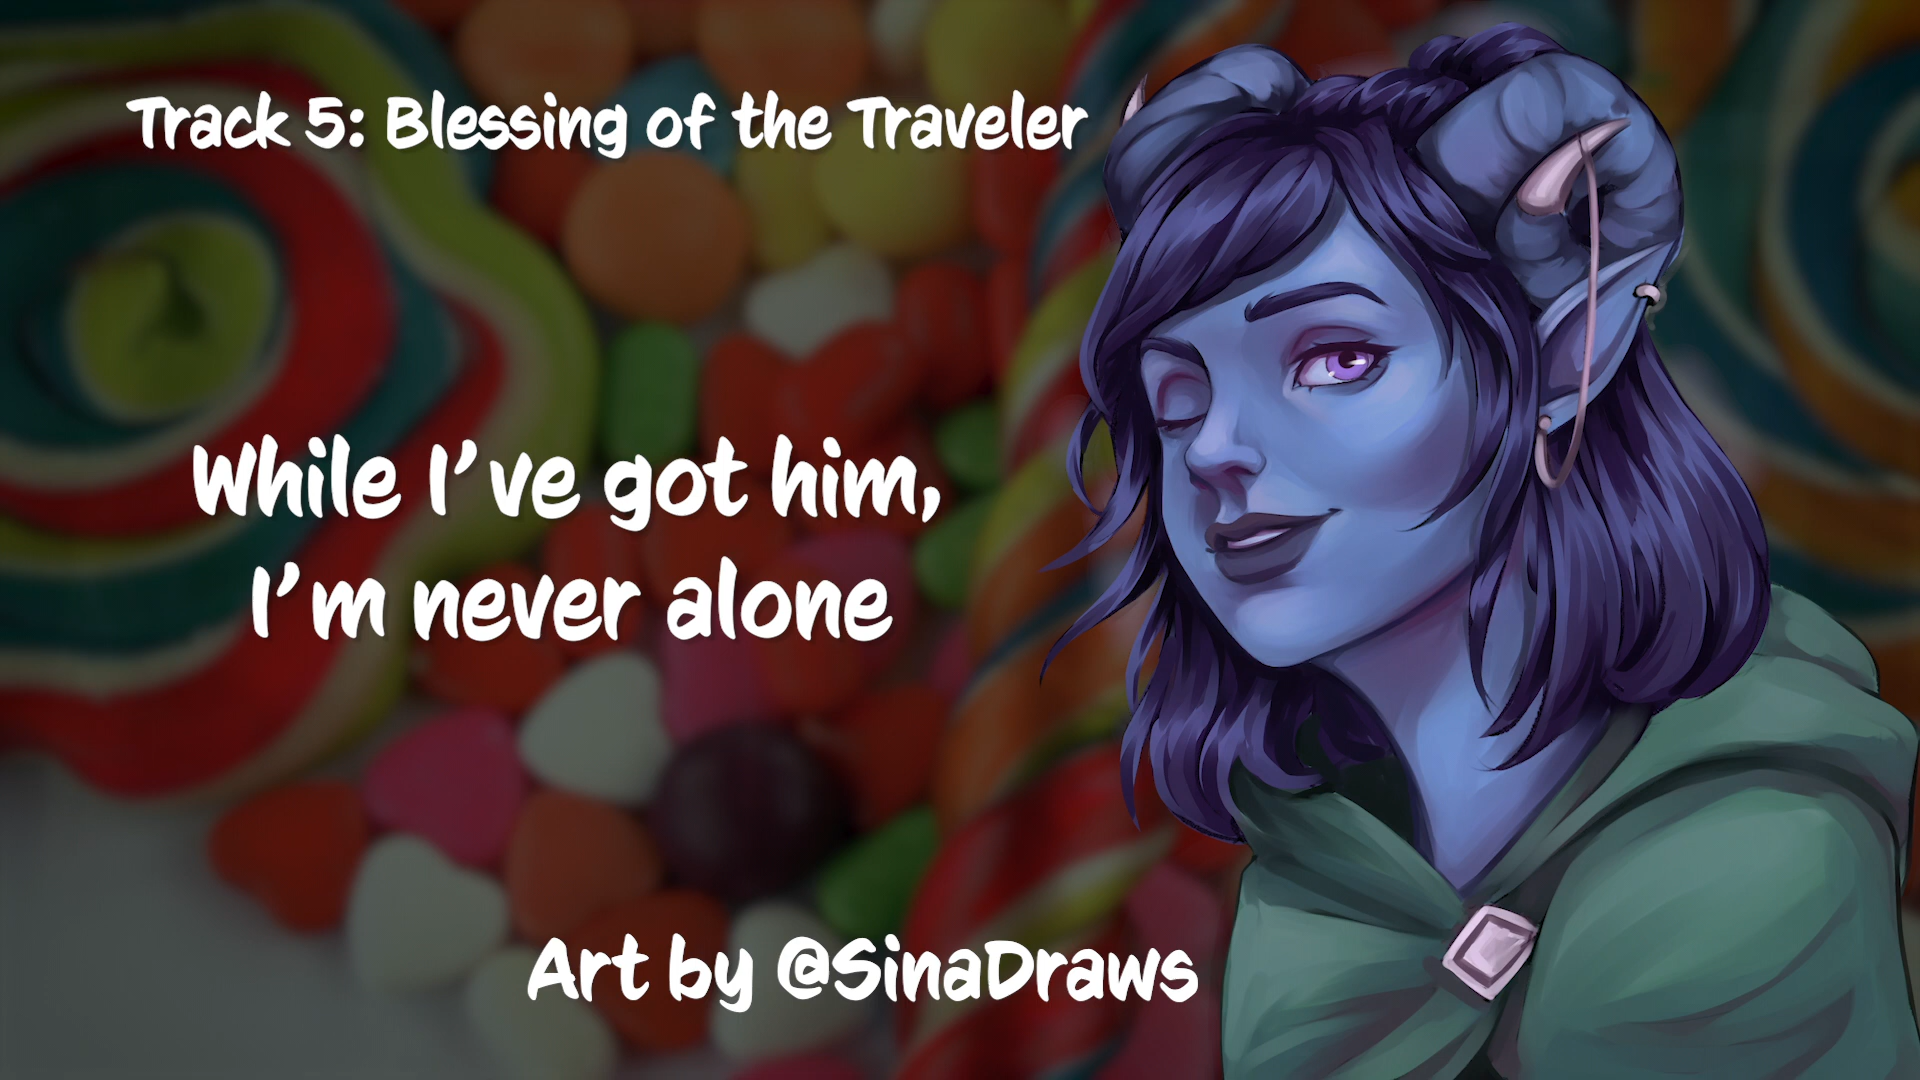 Track 5: Blessing of the Traveler
While I've got him,
I'm never alone
Art by @SinaDraws